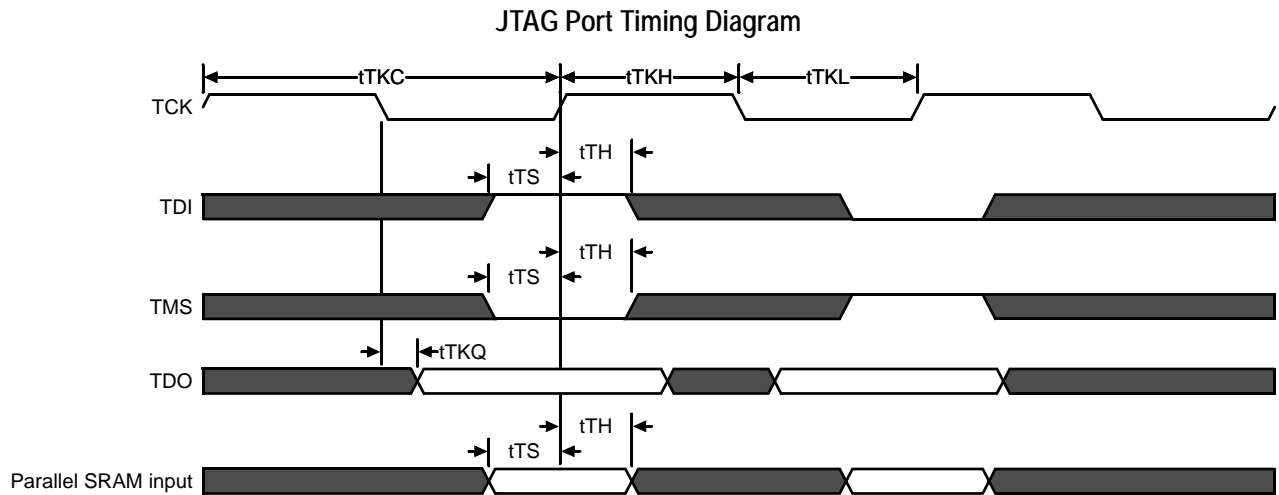 JTAG Port Timing Diagram
tTKC
tTKH
tTKL
TCK
tTH
tTS
TDI
tTH
tTS
TMS
tTKQ
TDO
tTH
tTS
Parallel SRAM input